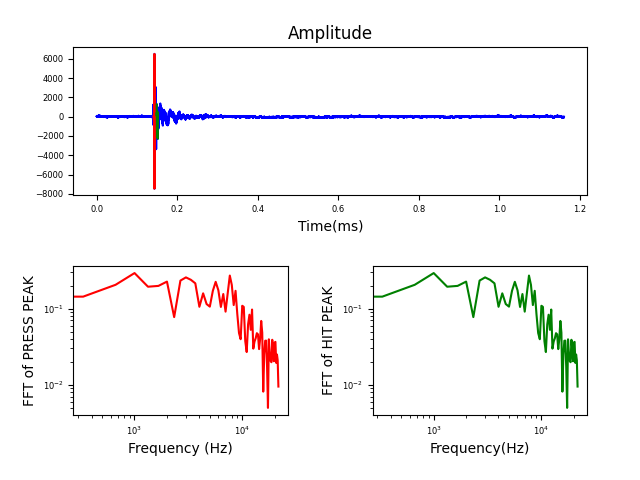 Amplitude
6000
4000
2000
0
−2000
−4000
−6000
−8000
0.0 0.2 0.4 0.6 0.8 1.0 1.2
Time(ms)
FFT of PRESS PEAK
10⁻¹
10⁻²
10³ 10⁴
Frequency (Hz)
FFT of HIT PEAK
10⁻¹
10⁻²
10³ 10⁴
Frequency(Hz)